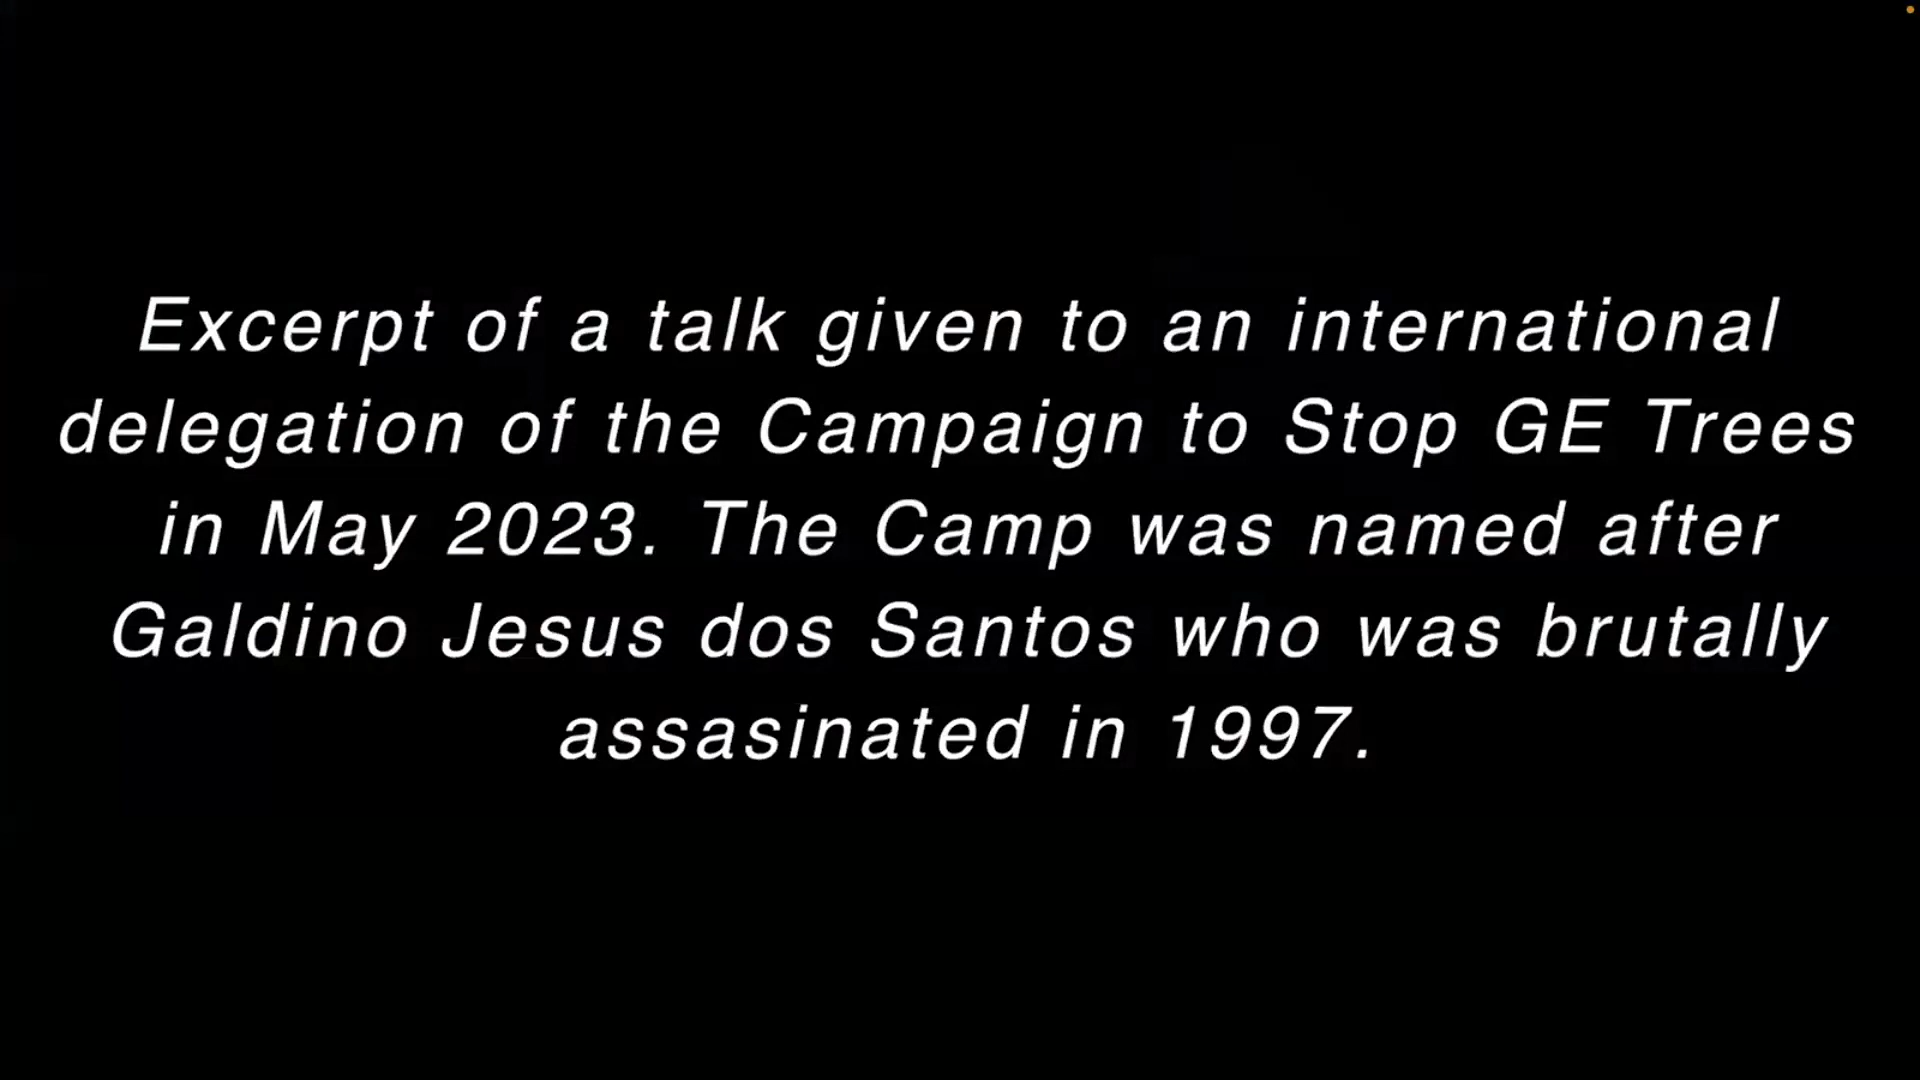 Excerpt of a talk given to an international
delegation of the Campaign to Stop GE Trees
in May 2023. The Camp was named after
Galdino Jesus dos Santos who was brutally
assasinated in 1997.